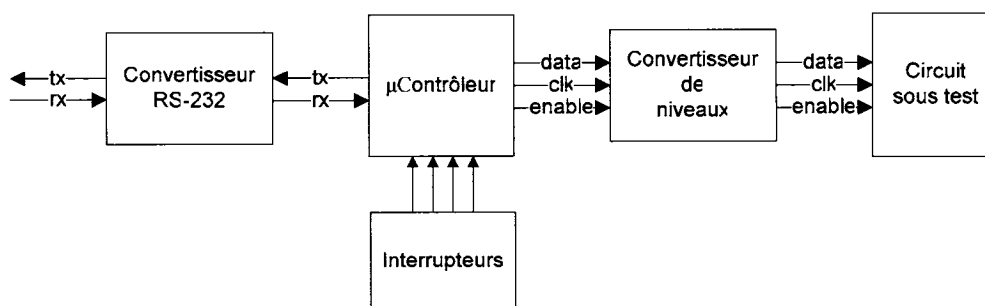 tx
rx
Convertisseur
RS-232
tx
rx
µContrôleur
data
clk
enable
Convertisseur
de
niveaux
data
clk
enable
Circuit
sous test
Interrupteurs